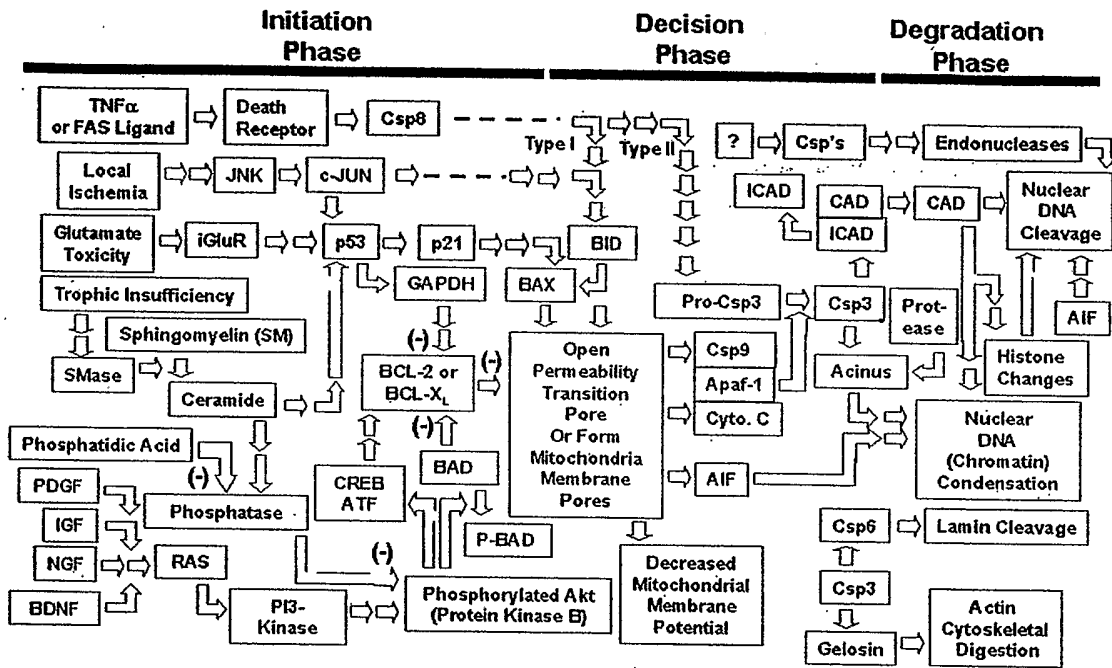 Initiation
Phase
Decision
Phase
Degradation
Phase
TNFα
or FAS Ligand
Death
Receptor
Csp8
Type I
Type II
?
Csp's
Endonucleases
Local
Ischemia
JNK
c-JUN
ICAD
CAD
ICAD
CAD
Nuclear
DNA
Cleavage
Glutamate
Toxicity
iGluR
p53
p21
BID
Trophic Insufficiency
GAPDH
BAX
Pro-Csp3
Csp3
Prot-
ease
AIF
Sphingomyelin (SM)
SMase
(-)
(-)
BCL-2 or
BCL-XL
(-)
Open
Permeability
Transition
Pore
Or Form
Mitochondria
Membrane
Pores
Csp9
Apaf-1
Cyto. C
Acinus
Histone
Changes
Ceramide
Nuclear
DNA
(Chromatin)
Condensation
Phosphatidic Acid
(-)
PDGF
Phosphatase
CREB
ATF
BAD
AIF
IGF
P-BAD
Csp6
Lamin Cleavage
NGF
RAS
(-)
BDNF
PI3-
Kinase
Phosphorylated Akt
(Protein Kinase B)
Decreased
Mitochondrial
Membrane
Potential
Csp3
Gelosin
Actin
Cytoskeletal
Digestion